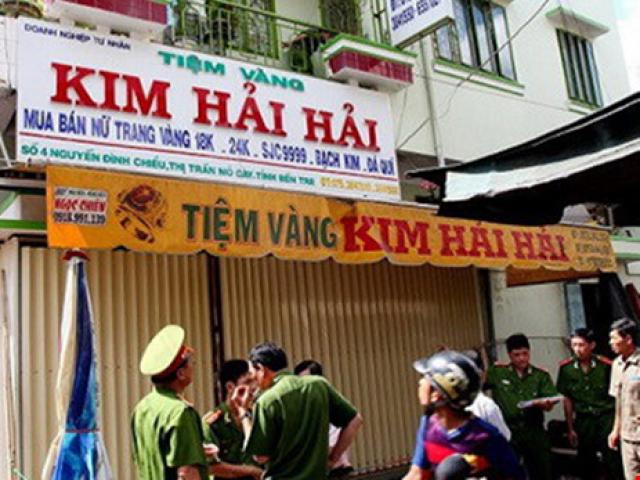 DOANH NGHIỆP TƯ NHÂN
TIỆM VÀNG
KIM HẢI HẢI
MUA BÁN NỮ TRANG VÀNG 18K . 24K . SJC9999 . BẠCH KIM . ĐÁ QUÍ
SỐ 4 NGUYỄN ĐÌNH CHIỂU, THỊ TRẤN MỎ CÀY, TỈNH BẾN TRE
NGỌC CHIẾN
TIỆM VÀNG KIM HẢI HẢI